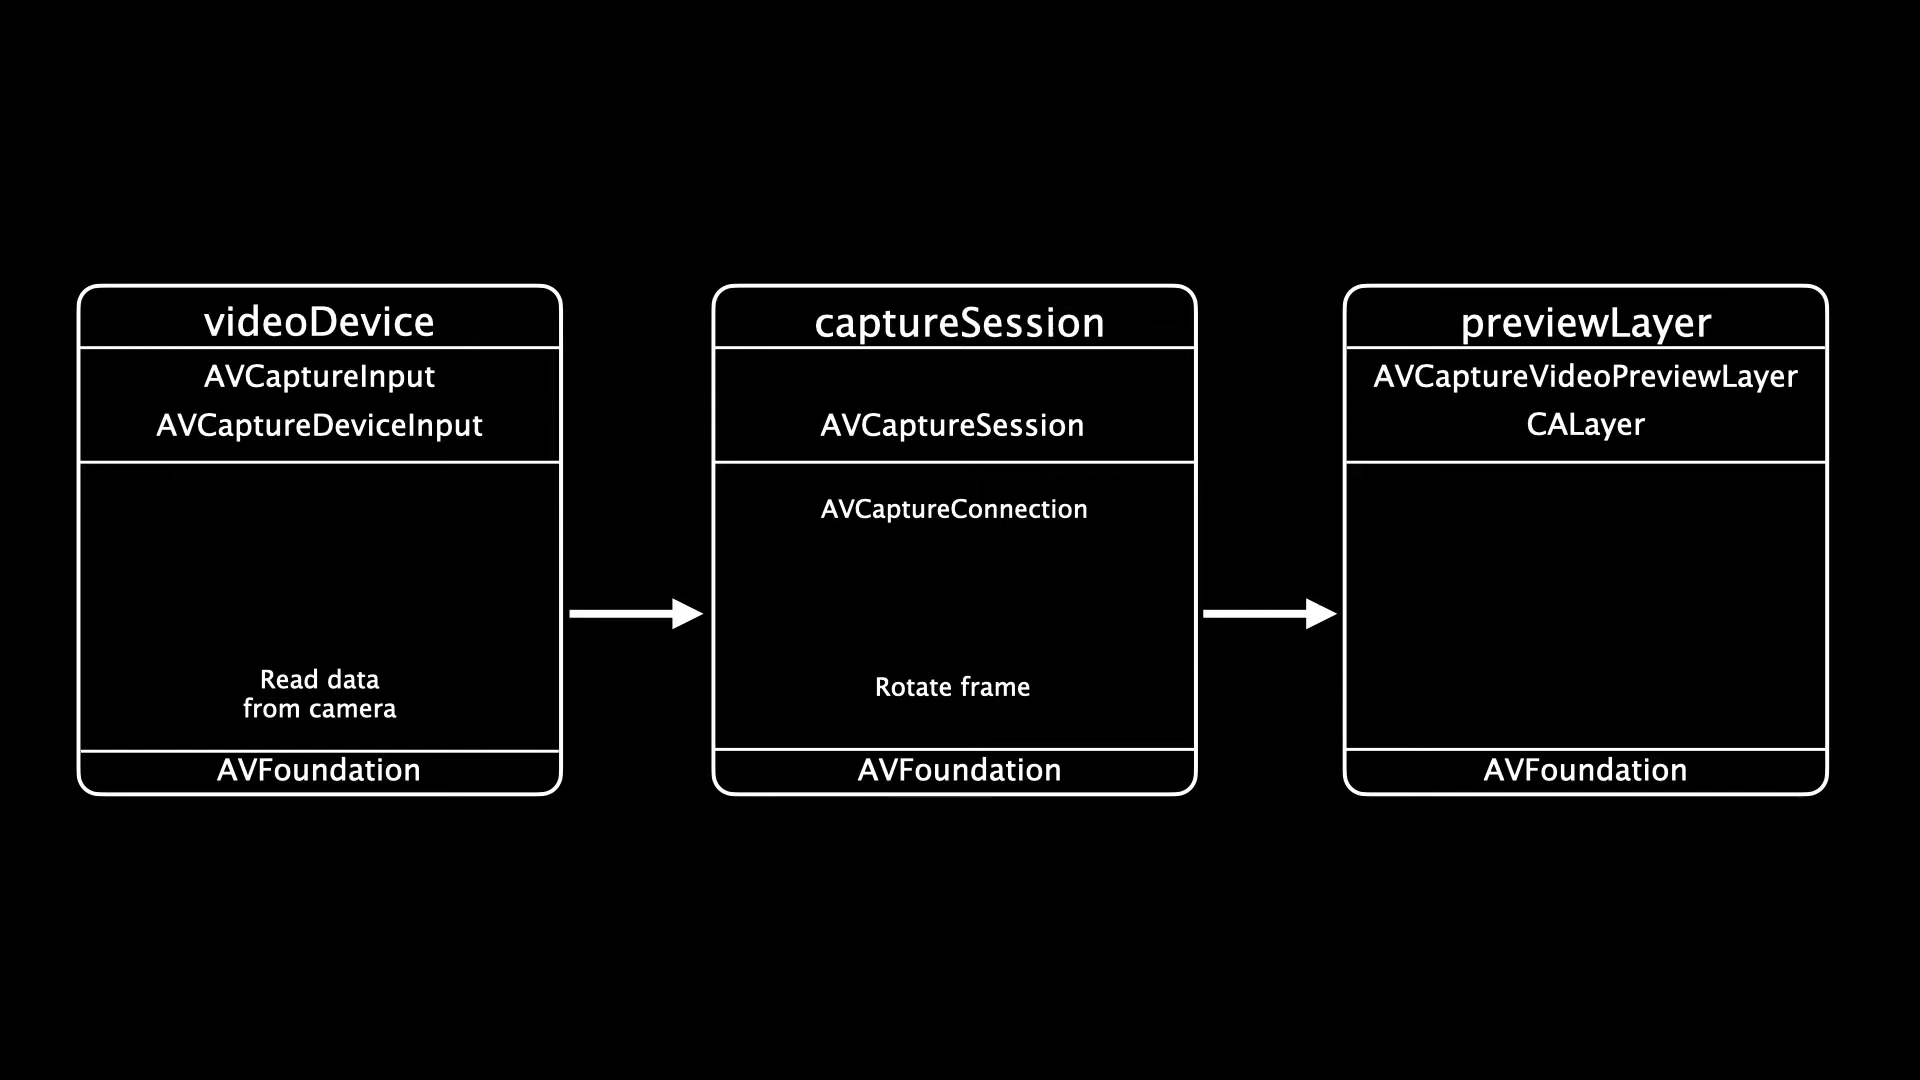 videoDevice
AVCaptureInput
AVCaptureDeviceInput
Read data
from camera
AVFoundation
captureSession
AVCaptureSession
AVCaptureConnection
Rotate frame
AVFoundation
previewLayer
AVCaptureVideoPreviewLayer
CALayer
AVFoundation